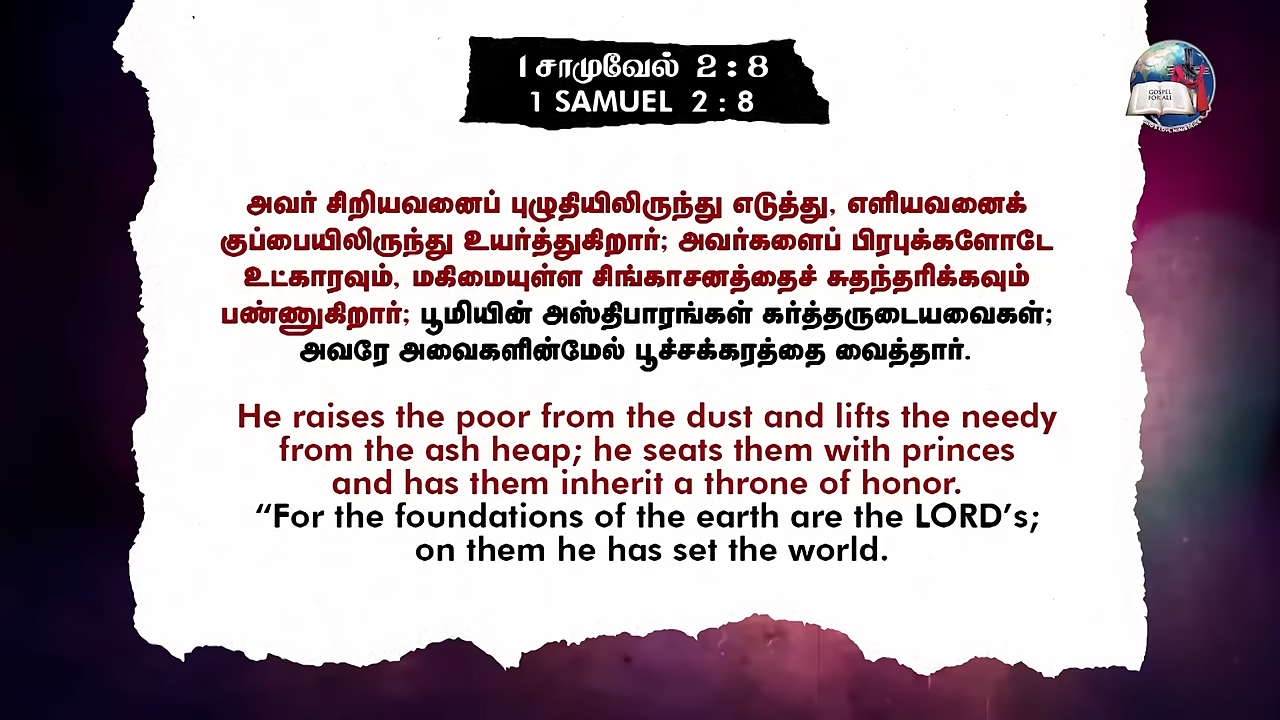 1 சாமுவேல் 2 : 8
1 SAMUEL 2 : 8
GOSPEL
FOR ALL
அவர் சிறியவனைப் புழுதியிலிருந்து எடுத்து, எளியவனைக்
குப்பையிலிருந்து உயர்த்துகிறார்; அவர்களைப் பிரபுக்களோடே
உட்காரவும், மகிமையுள்ள சிங்காசனத்தைச் சுதந்தரிக்கவும்
பண்ணுகிறார்; பூமியின் அஸ்திபாரங்கள் கர்த்தருடையவைகள்;
அவரே அவைகளின்மேல் பூச்சக்கரத்தை வைத்தார்.
He raises the poor from the dust and lifts the needy
from the ash heap; he seats them with princes
and has them inherit a throne of honor.
“For the foundations of the earth are the LORD’s;
on them he has set the world.